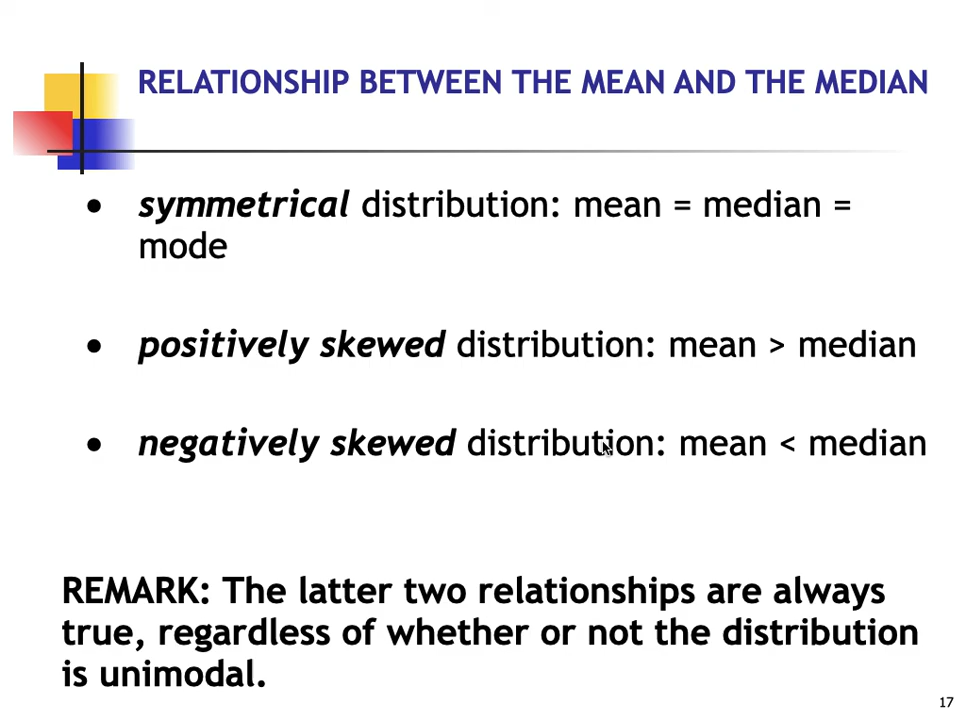 RELATIONSHIP BETWEEN THE MEAN AND THE MEDIAN
● symmetrical distribution: mean = median =
mode
● positively skewed distribution: mean > median
● negatively skewed distribution: mean < median
REMARK: The latter two relationships are always
true, regardless of whether or not the distribution
is unimodal.
17